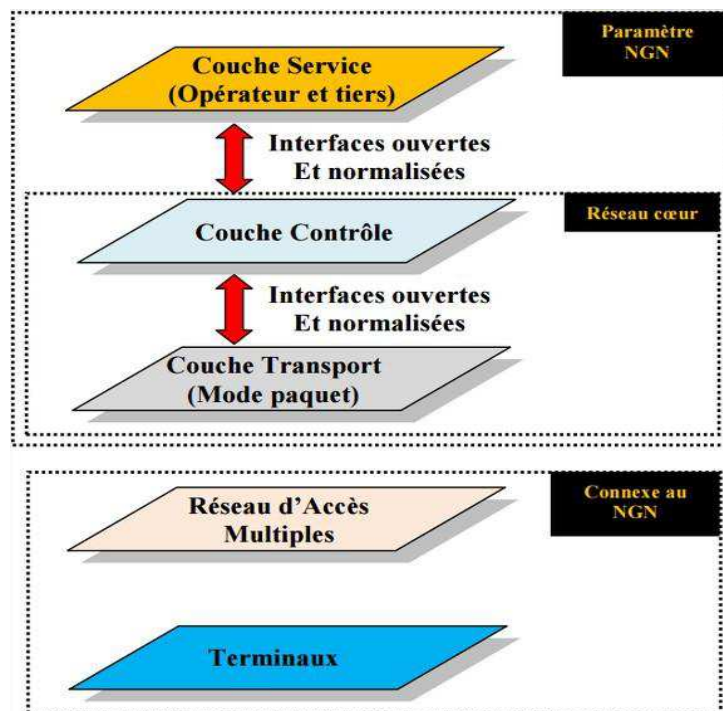 Paramètre
NGN
Couche Service
(Opérateur et tiers)
Interfaces ouvertes
Et normalisées
Réseau cœur
Couche Contrôle
Interfaces ouvertes
Et normalisées
Couche Transport
(Mode paquet)
Connexe au
NGN
Réseau d’Accès
Multiples
Terminaux